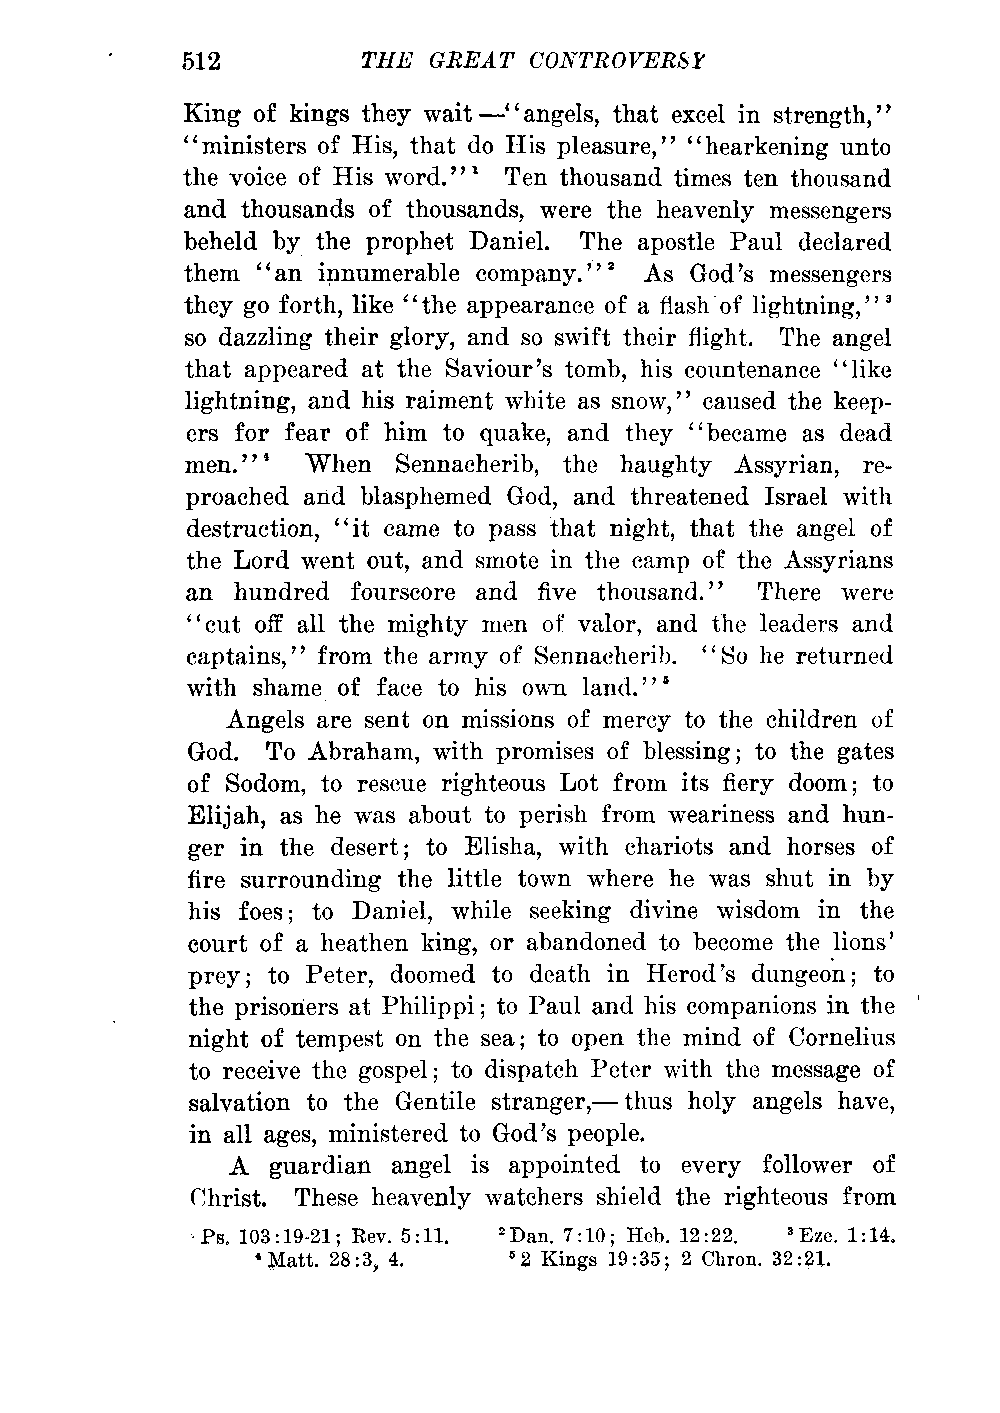 512 THE GREAT CONTROVERSY
King of kings they wait—“angels, that excel in strength,”
“ministers of His, that do His pleasure,” “hearkening unto
the voice of His word.”¹ Ten thousand times ten thousand
and thousands of thousands, were the heavenly messengers
beheld by the prophet Daniel. The apostle Paul declared
them “an innumerable company.”² As God’s messengers
they go forth, like “the appearance of a flash of lightning,”³
so dazzling their glory, and so swift their flight. The angel
that appeared at the Saviour’s tomb, his countenance “like
lightning, and his raiment white as snow,” caused the keep-
ers for fear of him to quake, and they “became as dead
men.”⁴ When Sennacherib, the haughty Assyrian, re-
proached and blasphemed God, and threatened Israel with
destruction, “it came to pass that night, that the angel of
the Lord went out, and smote in the camp of the Assyrians
an hundred fourscore and five thousand.” There were
“cut off all the mighty men of valor, and the leaders and
captains,” from the army of Sennacherib. “So he returned
with shame of face to his own land.”⁵
Angels are sent on missions of mercy to the children of
God. To Abraham, with promises of blessing; to the gates
of Sodom, to rescue righteous Lot from its fiery doom; to
Elijah, as he was about to perish from weariness and hun-
ger in the desert; to Elisha, with chariots and horses of
fire surrounding the little town where he was shut in by
his foes; to Daniel, while seeking divine wisdom in the
court of a heathen king, or abandoned to become the lions’
prey; to Peter, doomed to death in Herod’s dungeon; to
the prisoners at Philippi; to Paul and his companions in the
night of tempest on the sea; to open the mind of Cornelius
to receive the gospel; to dispatch Peter with the message of
salvation to the Gentile stranger,—thus holy angels have,
in all ages, ministered to God’s people.
A guardian angel is appointed to every follower of
Christ. These heavenly watchers shield the righteous from
Ps. 103:19-21; Rev. 5:11. ²Dan. 7:10; Heb. 12:22. ³Eze. 1:14.
⁴Matt. 28:3, 4. ⁵2 Kings 19:35; 2 Chron. 32:21.